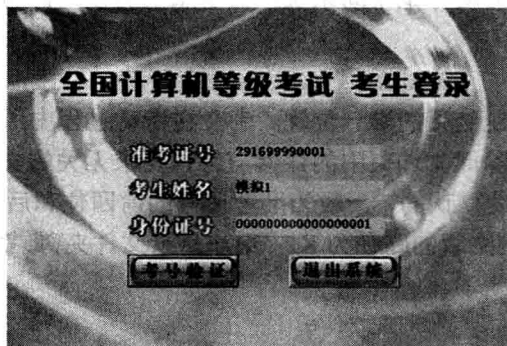 全国计算机等级考试 考生登录
准考证号 291699990001
考生姓名 模拟1
身份证号 000000000000000001
考号验证 退出系统